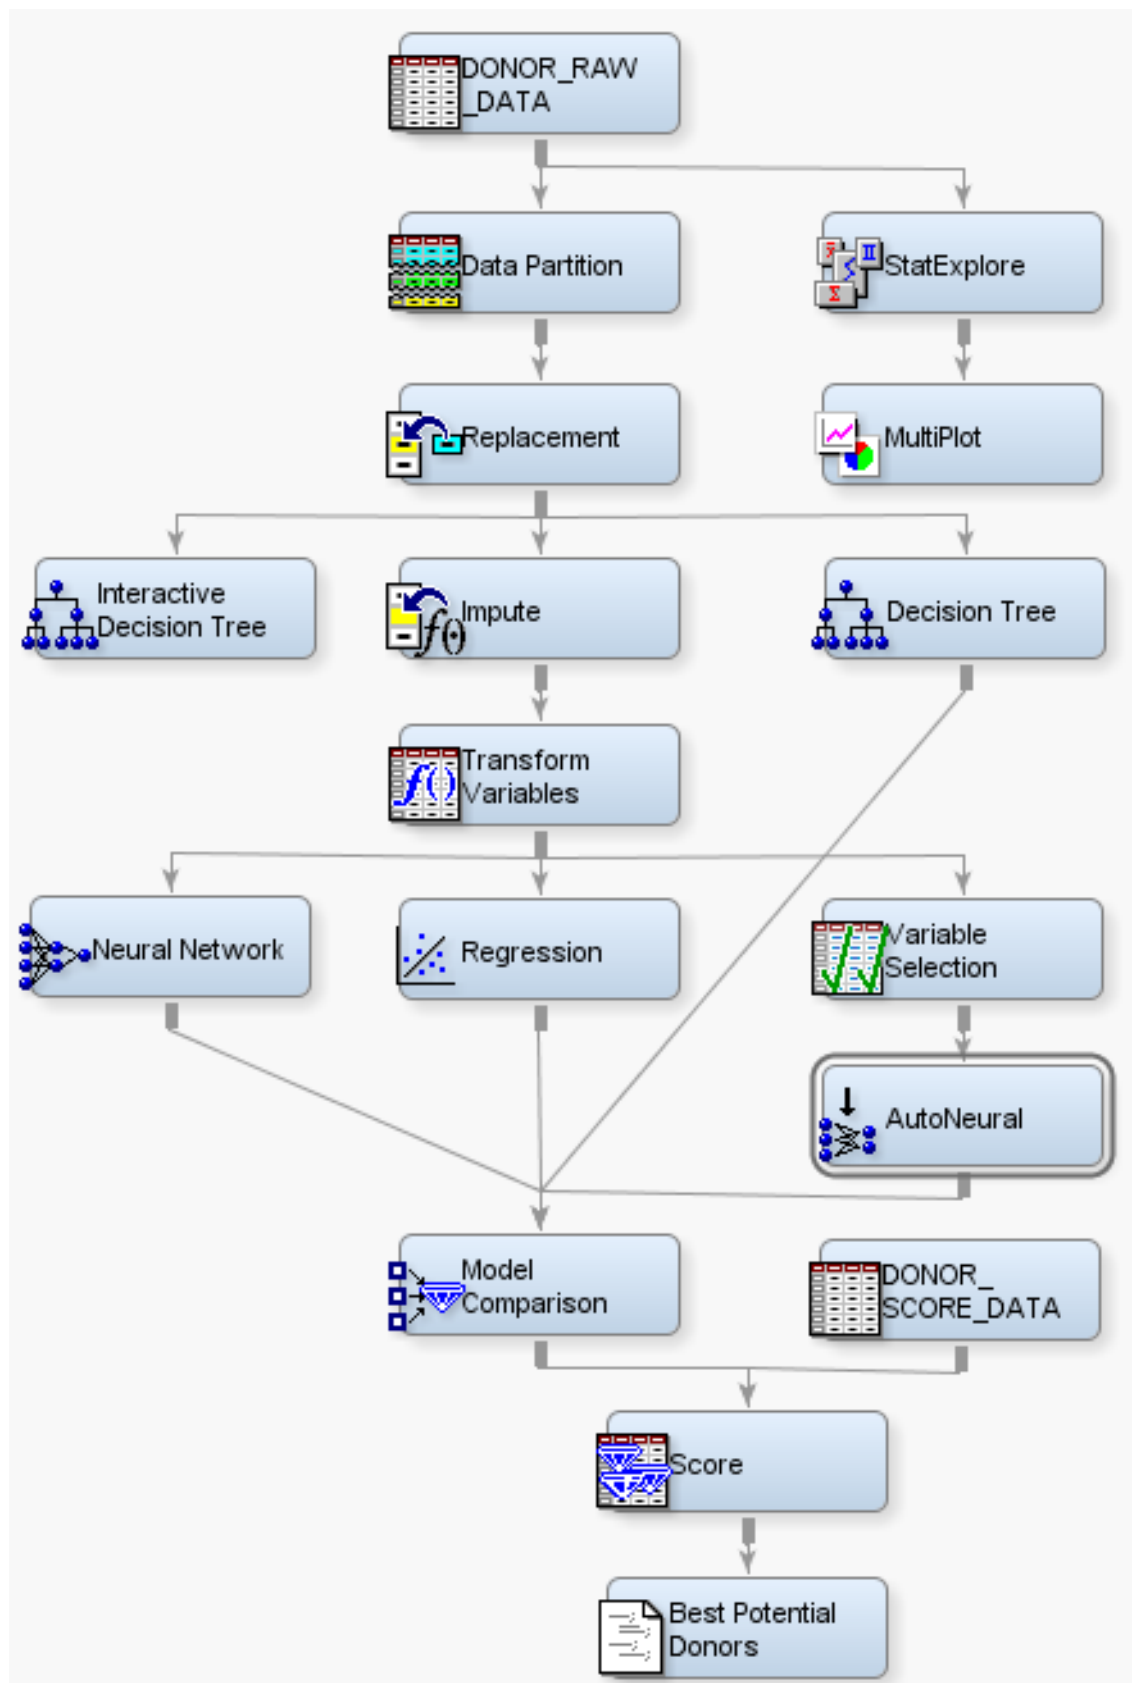 DONOR_RAW
_DATA
Data Partition
StatExplore
Replacement
MultiPlot
Interactive
Decision Tree
Impute
Decision Tree
Transform
Variables
Neural Network
Regression
Variable
Selection
AutoNeural
Model
Comparison
DONOR_
SCORE_DATA
Score
Best Potential
Donors